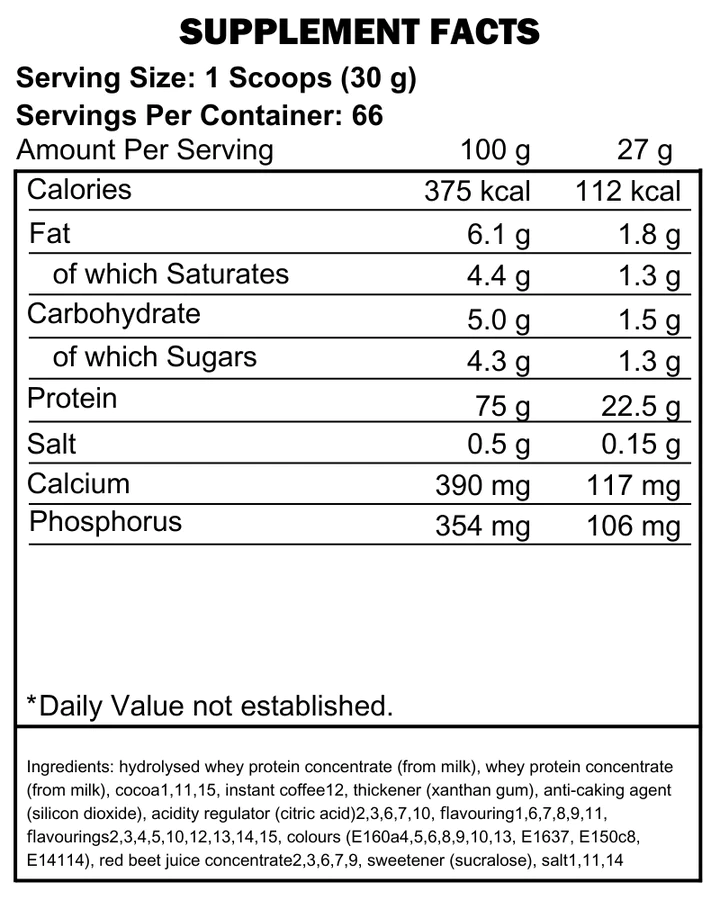 SUPPLEMENT FACTS
Serving Size: 1 Scoops (30 g)
Servings Per Container: 66
Amount Per Serving 100 g 27 g
Calories 375 kcal 112 kcal
Fat 6.1 g 1.8 g
of which Saturates 4.4 g 1.3 g
Carbohydrate 5.0 g 1.5 g
of which Sugars 4.3 g 1.3 g
Protein 75 g 22.5 g
Salt 0.5 g 0.15 g
Calcium 390 mg 117 mg
Phosphorus 354 mg 106 mg
*Daily Value not established.
Ingredients: hydrolysed whey protein concentrate (from milk), whey protein concentrate
(from milk), cocoa1,11,15, instant coffee12, thickener (xanthan gum), anti-caking agent
(silicon dioxide), acidity regulator (citric acid)2,3,6,7,10, flavouring1,6,7,8,9,11,
flavourings2,3,4,5,10,12,13,14,15, colours (E160a4,5,6,8,9,10,13, E1637, E150c8,
E14114), red beet juice concentrate2,3,6,7,9, sweetener (sucralose), salt1,11,14